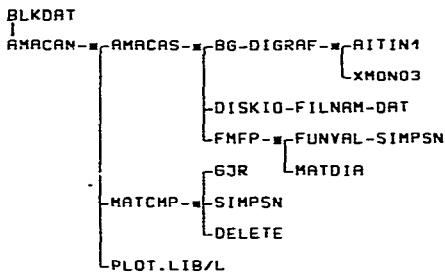 BLKDAT
AMACAN-*-AMACAS-*-BG-DIGRAF-*-AITIN1
XMONO3
DISKIO-FILNAM-DAT
FMFP-*-FUNVAL-SIMPSN
MATDIA
GJR
MATCMP-*-SIMPSN
DELETE
PLOT.LIB/L